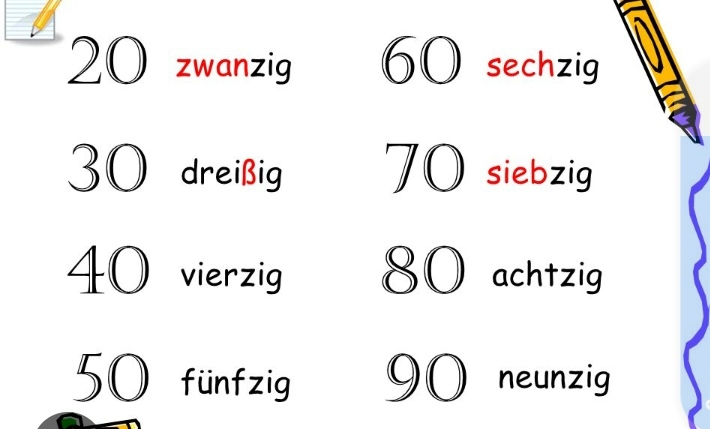 20 zwanzig
30 dreißig
40 vierzig
50 fünfzig
60 sechzig
70 siebzig
80 achtzig
90 neunzig